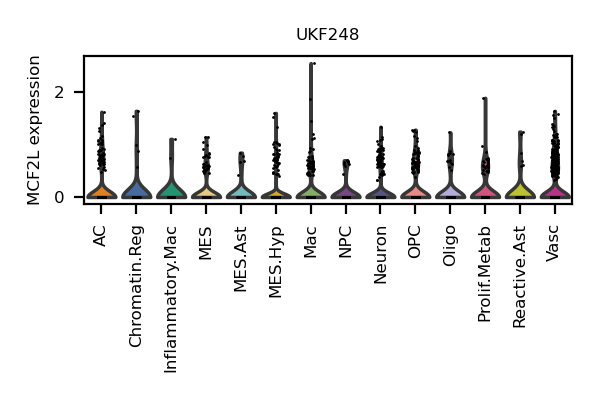 UKF248
MCF2L expression
2
0
AC
Chromatin.Reg
Inflammatory.Mac
MES
MES.Ast
MES.Hyp
Mac
NPC
Neuron
OPC
Oligo
Prolif.Metab
Reactive.Ast
Vasc